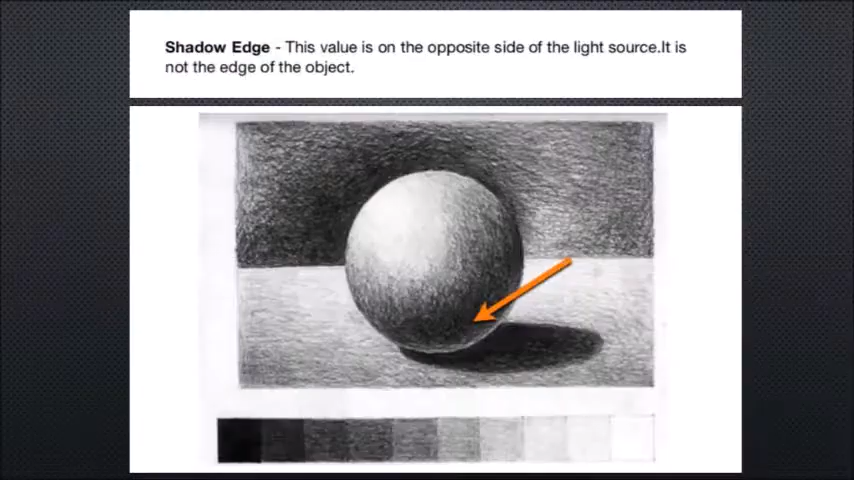 Shadow Edge - This value is on the opposite side of the light source.It is
not the edge of the object.